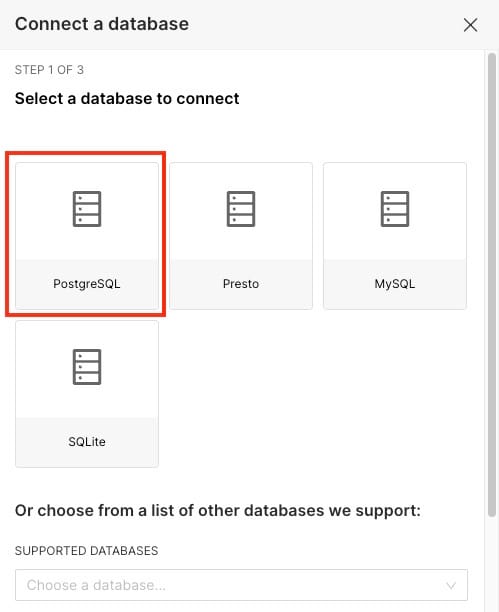 Connect a database
STEP 1 OF 3
Select a database to connect
PostgreSQL
Presto
MySQL
SQLite
Or choose from a list of other databases we support:
SUPPORTED DATABASES
Choose a database...